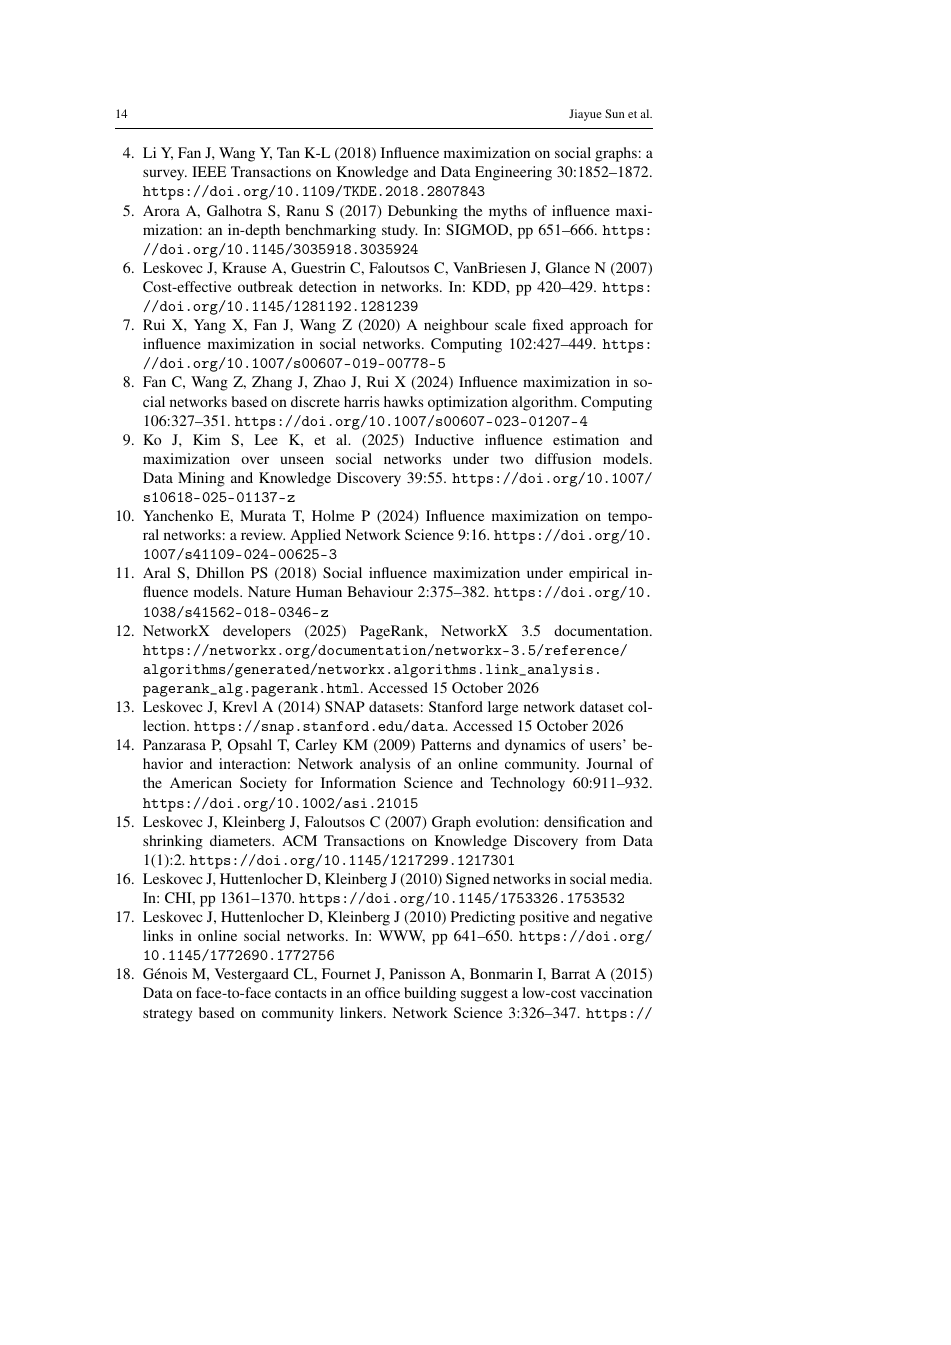 14 Jiayue Sun et al.
4. Li Y, Fan J, Wang Y, Tan K-L (2018) Influence maximization on social graphs: a
survey. IEEE Transactions on Knowledge and Data Engineering 30:1852–1872.
https://doi.org/10.1109/TKDE.2018.2807843
5. Arora A, Galhotra S, Ranu S (2017) Debunking the myths of influence maxi-
mization: an in-depth benchmarking study. In: SIGMOD, pp 651–666. https:
//doi.org/10.1145/3035918.3035924
6. Leskovec J, Krause A, Guestrin C, Faloutsos C, VanBriesen J, Glance N (2007)
Cost-effective outbreak detection in networks. In: KDD, pp 420–429. https:
//doi.org/10.1145/1281192.1281239
7. Rui X, Yang X, Fan J, Wang Z (2020) A neighbour scale fixed approach for
influence maximization in social networks. Computing 102:427–449. https:
//doi.org/10.1007/s00607-019-00778-5
8. Fan C, Wang Z, Zhang J, Zhao J, Rui X (2024) Influence maximization in so-
cial networks based on discrete harris hawks optimization algorithm. Computing
106:327–351. https://doi.org/10.1007/s00607-023-01207-4
9. Ko J, Kim S, Lee K, et al. (2025) Inductive influence estimation and
maximization over unseen social networks under two diffusion models.
Data Mining and Knowledge Discovery 39:55. https://doi.org/10.1007/
s10618-025-01137-z
10. Yanchenko E, Murata T, Holme P (2024) Influence maximization on tempo-
ral networks: a review. Applied Network Science 9:16. https://doi.org/10.
1007/s41109-024-00625-3
11. Aral S, Dhillon PS (2018) Social influence maximization under empirical in-
fluence models. Nature Human Behaviour 2:375–382. https://doi.org/10.
1038/s41562-018-0346-z
12. NetworkX developers (2025) PageRank, NetworkX 3.5 documentation.
https://networkx.org/documentation/networkx-3.5/reference/
algorithms/generated/networkx.algorithms.link_analysis.
pagerank_alg.pagerank.html. Accessed 15 October 2026
13. Leskovec J, Krevl A (2014) SNAP datasets: Stanford large network dataset col-
lection. https://snap.stanford.edu/data. Accessed 15 October 2026
14. Panzarasa P, Opsahl T, Carley KM (2009) Patterns and dynamics of users’ be-
havior and interaction: Network analysis of an online community. Journal of
the American Society for Information Science and Technology 60:911–932.
https://doi.org/10.1002/asi.21015
15. Leskovec J, Kleinberg J, Faloutsos C (2007) Graph evolution: densification and
shrinking diameters. ACM Transactions on Knowledge Discovery from Data
1(1):2. https://doi.org/10.1145/1217299.1217301
16. Leskovec J, Huttenlocher D, Kleinberg J (2010) Signed networks in social media.
In: CHI, pp 1361–1370. https://doi.org/10.1145/1753326.1753532
17. Leskovec J, Huttenlocher D, Kleinberg J (2010) Predicting positive and negative
links in online social networks. In: WWW, pp 641–650. https://doi.org/
10.1145/1772690.1772756
18. Génois M, Vestergaard CL, Fournet J, Panisson A, Bonmarin I, Barrat A (2015)
Data on face-to-face contacts in an office building suggest a low-cost vaccination
strategy based on community linkers. Network Science 3:326–347. https://